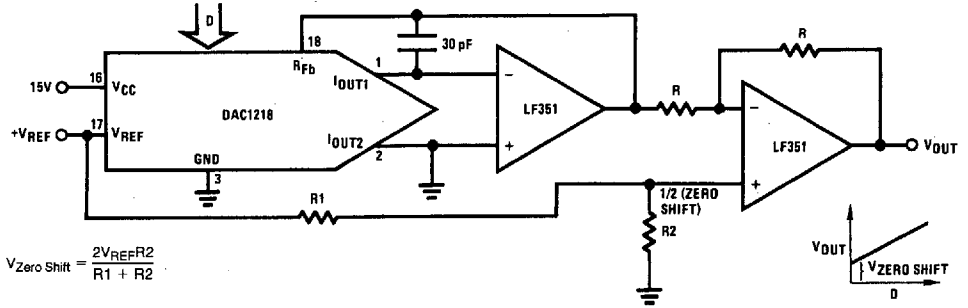 D
18
30 pF
R
RFb
1
16
15V
VCC
IOUT1
−
LF351
R
−
DAC1218
+VREF
17
VREF
IOUT2
2
+
LF351
VOUT
GND
3
1/2 (ZERO
SHIFT)
+
R1
R2
VZero Shift = 2VREFR2
R1 + R2
VOUT
VZERO SHIFT
D